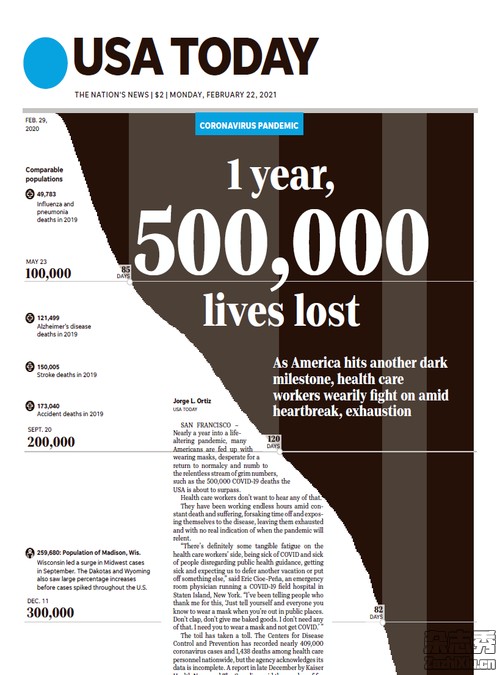 USA TODAY
THE NATION'S NEWS | $2 | MONDAY, FEBRUARY 22, 2021
CORONAVIRUS PANDEMIC
FEB. 29,
2020
1 year,
500,000
lives lost
As America hits another dark
milestone, health care
workers wearily fight on amid
heartbreak, exhaustion
Comparable
populations
49,783
Influenza and
pneumonia
deaths in 2019
MAY 23
100,000
85
DAYS
121,499
Alzheimer's disease
deaths in 2019
150,005
Stroke deaths in 2019
173,040
Accident deaths in 2019
SEPT. 20
200,000
120
DAYS
259,680: Population of Madison, Wis.
Wisconsin led a surge in Midwest cases
in September. The Dakotas and Wyoming
also saw large percentage increases
before cases spiked throughout the U.S.
DEC. 11
300,000
82
DAYS
Jorge L. Ortiz
USA TODAY
SAN FRANCISCO –
Nearly a year into a life-
altering pandemic, many
Americans are fed up with
wearing masks, desperate for a
return to normalcy and numb to
the relentless stream of grim numbers,
such as the 500,000 COVID-19 deaths the
USA is about to surpass.
Health care workers don't want to hear any of that.
They have been working endless hours amid con-
stant death and suffering, forsaking time off and expos-
ing themselves to the disease, leaving them exhausted
and with no real indication of when they'll find any
relief.
"There's definitely some tangible fatigue on the
health care workers' side, being sick of COVID and sick
of people disregarding public health guidance, getting
sick and expecting us to defer another vacation or put
off something else," said Eric Cioe-Peña, an emergency
room physician running a COVID-19 field hospital in
Staten Island, New York. "I've been telling people who
thank me for this, 'Just tell yourself and everyone you
know to wear a mask when you're out in public places.
Don't clap, don't give me baked goods. I don't need any
of that. I need you to wear a mask and not get COVID.' "
The toll has taken a toll. The Centers for Disease
Control and Prevention has recorded nearly 409,000
coronavirus cases and 1,438 deaths among health care
personnel nationwide, but the agency acknowledges its
data is incomplete. A report in late December by Kaiser